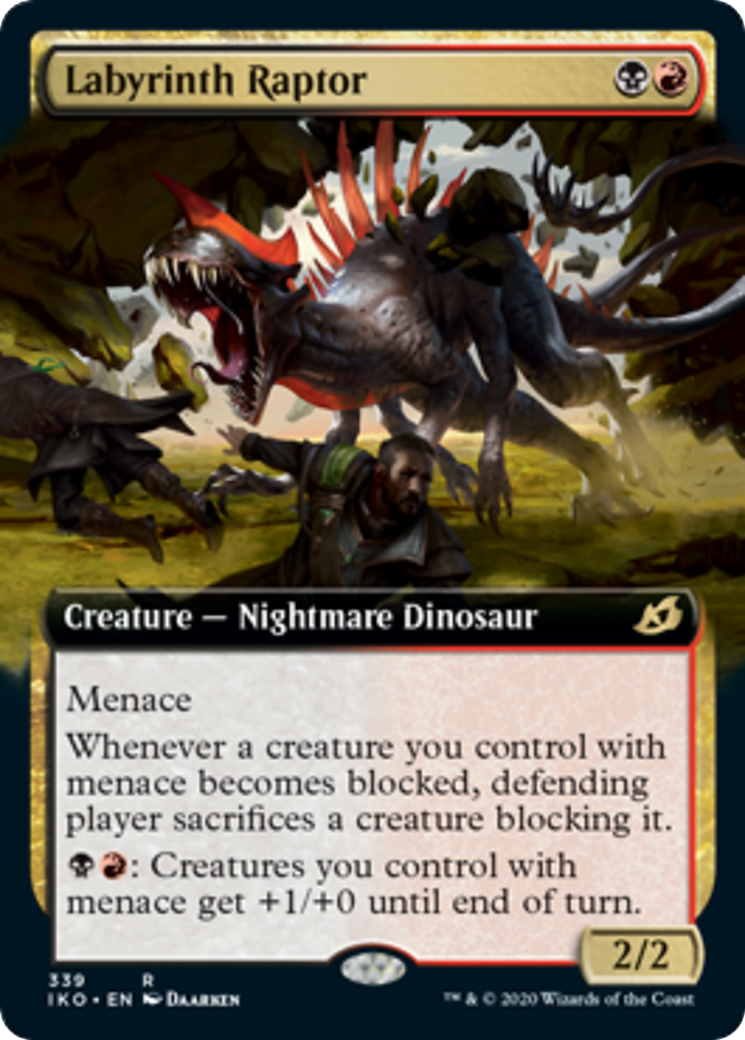 Labyrinth Raptor
Creature — Nightmare Dinosaur
Menace
Whenever a creature you control with
menace becomes blocked, defending
player sacrifices a creature blocking it.
: Creatures you control with
menace get +1/+0 until end of turn.
2/2
339 R
IKO • EN DAARKEN
™ & © 2020 Wizards of the Coast